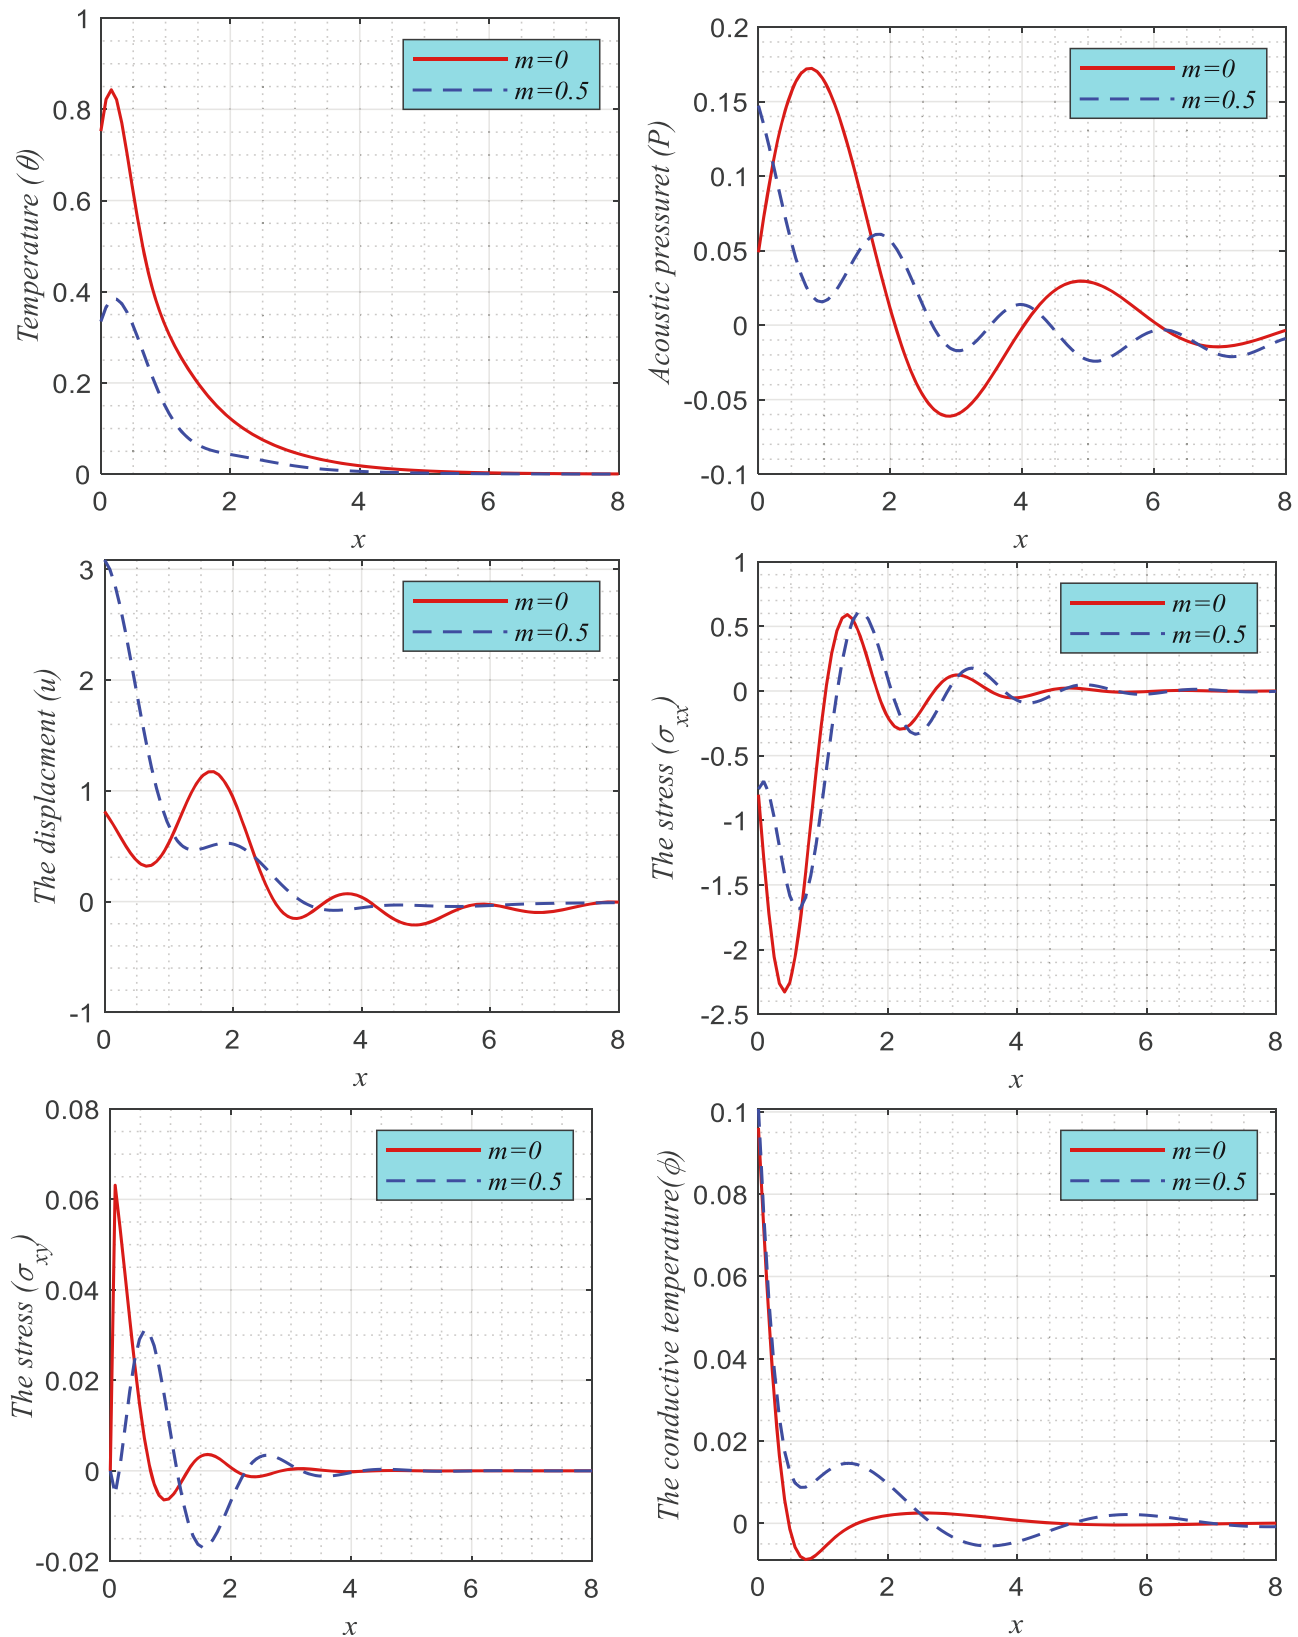 1
0.8
0.6
0.4
0.2
0
0 2 4 6 8
x
Temperature (θ)
m=0
m=0.5
0.2
0.15
0.1
0.05
0
-0.05
-0.1
0 2 4 6 8
x
Acoustic pressuret (P)
m=0
m=0.5
3
2
1
0
-1
0 2 4 6 8
x
The displacment (u)
m=0
m=0.5
1
0.5
0
-0.5
-1
-1.5
-2
-2.5
0 2 4 6 8
x
The stress (σxx)
m=0
m=0.5
0.08
0.06
0.04
0.02
0
-0.02
0 2 4 6 8
x
The stress (σxy)
m=0
m=0.5
0.1
0.08
0.06
0.04
0.02
0
0 2 4 6 8
x
The conductive temperature(ϕ)
m=0
m=0.5